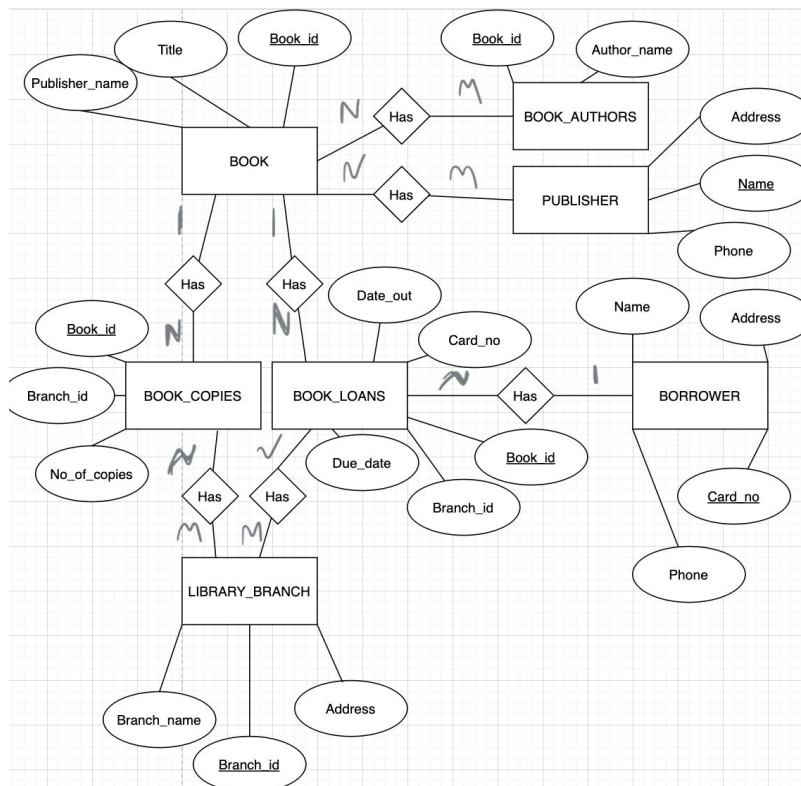 Title
Book_id
Book_id
Author_name
Publisher_name
N
M
Has
BOOK_AUTHORS
Address
BOOK
N
M
Has
PUBLISHER
Name
1
1
Phone
Has
Has
Date_out
Name
Address
Book_id
N
N
Card_no
Branch_id
BOOK_COPIES
BOOK_LOANS
N
Has
1
BORROWER
No_of_copies
N
N
Due_date
Book_id
Has
Has
Branch_id
Card_no
M
M
Phone
LIBRARY_BRANCH
Branch_name
Address
Branch_id